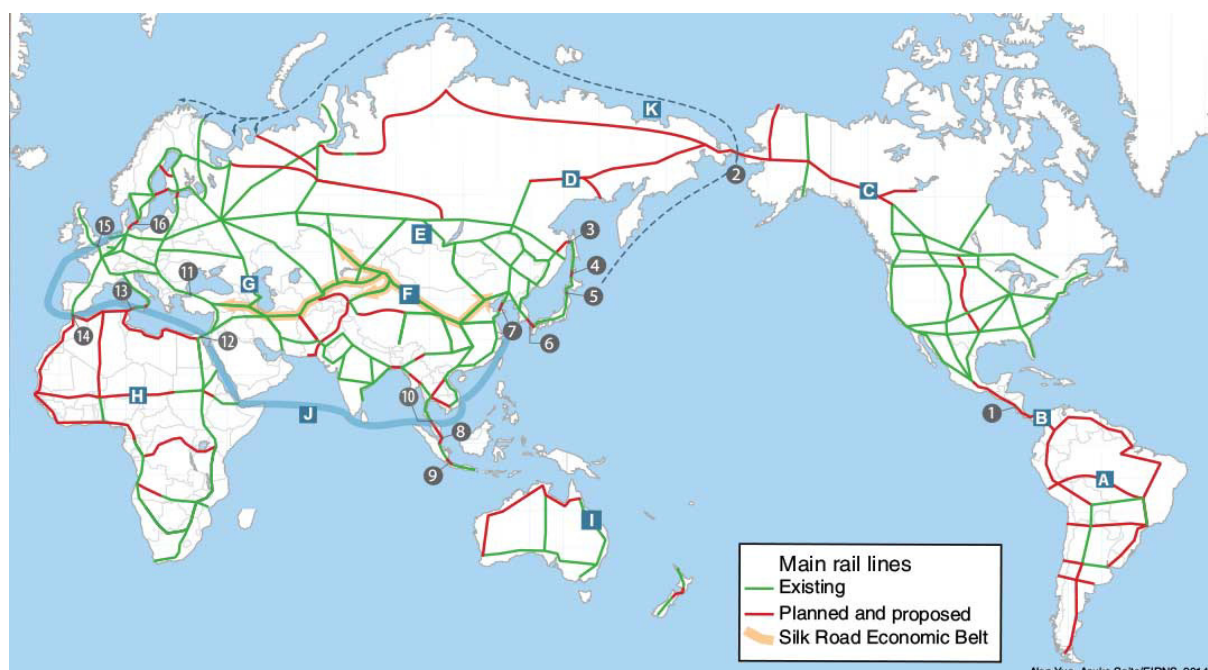 K
2
D
C
15
16
E
3
11
G
4
13
F
5
14
12
7
6
H
10
J
1
B
8
9
A
I
Main rail lines
Existing
Planned and proposed
Silk Road Economic Belt